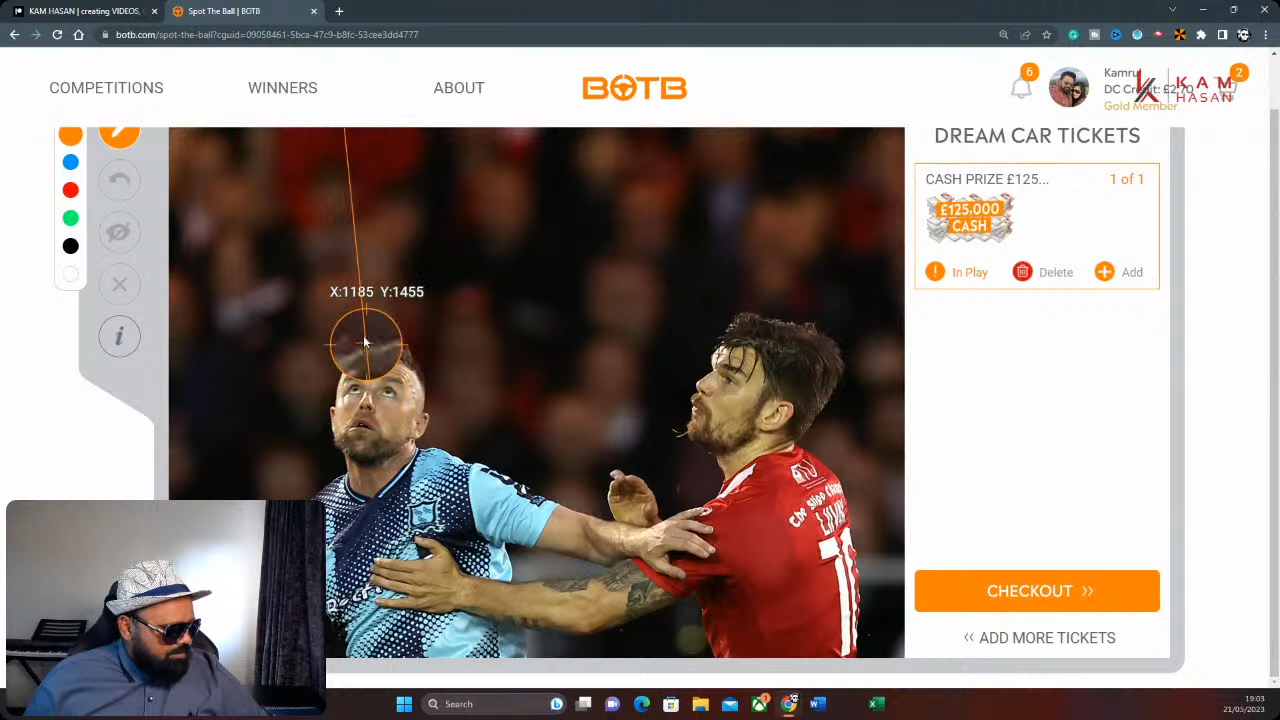 KAM HASAN | creating VIDEOS,
Spot The Ball | BOTB
botb.com/spot-the-ball?cguid=09058461-5bca-47c9-b8fc-53cee3dd4777
COMPETITIONS
WINNERS
ABOUT
BOTB
6
Kamrul
DC Credit: £2.70
Gold Member
KAM
HASAN
2
DREAM CAR TICKETS
CASH PRIZE £125...
1 of 1
£125,000
CASH
In Play
Delete
Add
X:1185 Y:1455
i
CHECKOUT
ADD MORE TICKETS
Search
19:03
21/05/2023